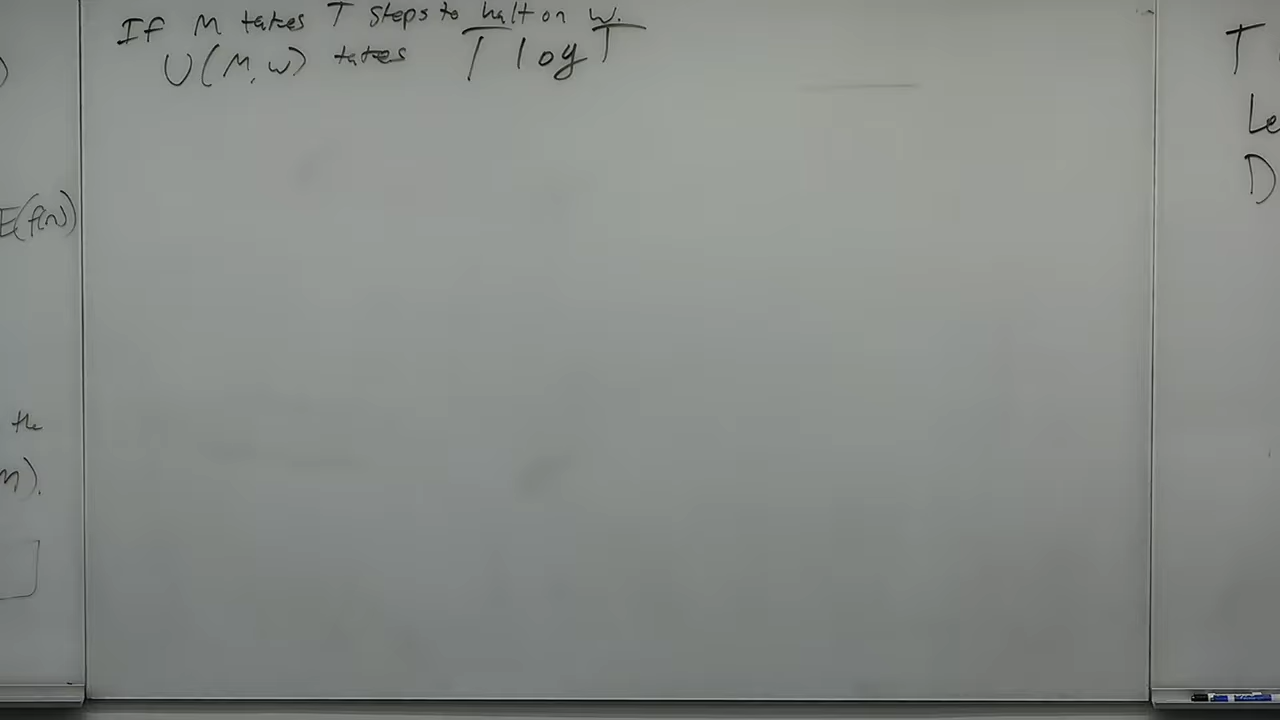 If M takes T steps to halt on w.
U(M,w) takes T log T
E(f(n))
the
m).
T
Le
D